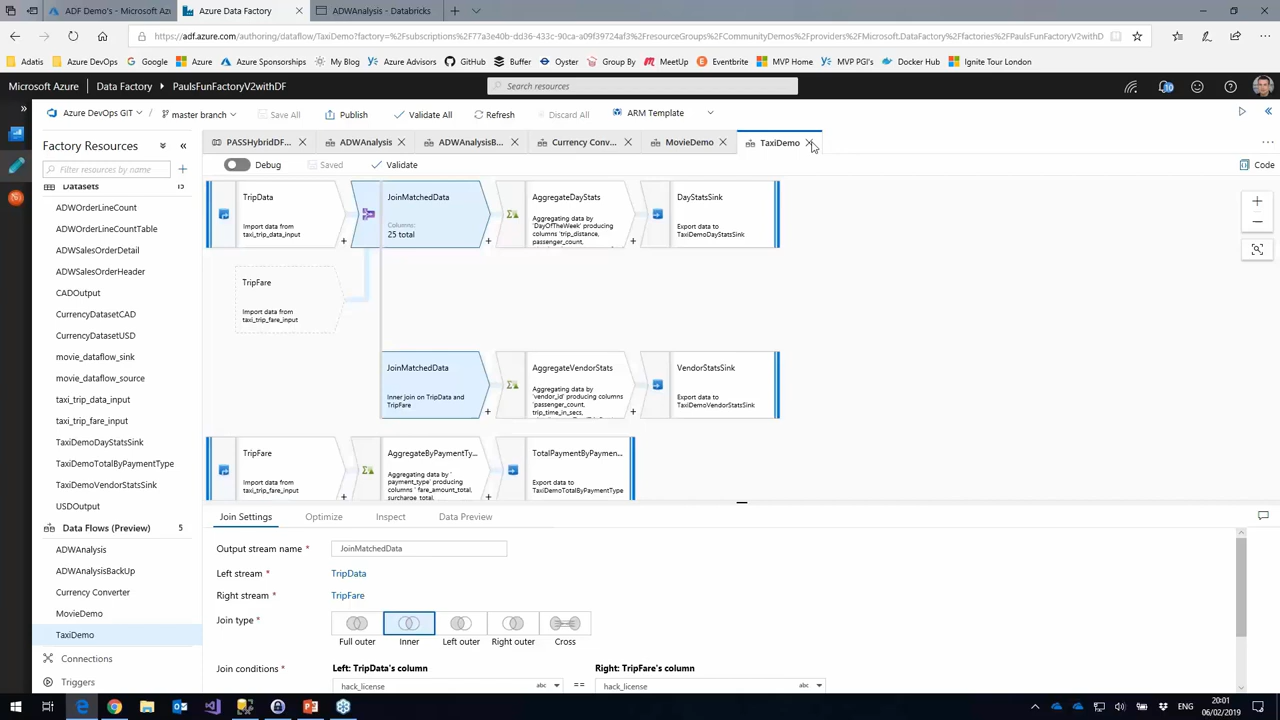 ADF Demo's - Azure Data Fac
Azure Data Factory
ADWAnalysis - Databricks
https://adf.azure.com/authoring/dataflow/TaxiDemo?factory=%2Fsubscriptions%2F77a3e40b-dd36-433c-90ca-a09f39724af3%2FresourceGroups%2FCommunityDemos%2Fproviders%2FMicrosoft.DataFactory%2Ffactories%2FPaulsFunFactoryV2withD
Adatis
Azure DevOps
Google
Azure
Azure Sponsorships
My Blog
Azure Advisors
GitHub
Buffer
Oyster
Group By
MeetUp
Eventbrite
MVP Home
MVP PGI's
Docker Hub
Ignite Tour London
Microsoft Azure
Data Factory
PaulsFunFactoryV2withDF
Search resources
10
Azure DevOps GIT
master branch
Save All
Publish
Validate All
Refresh
Discard All
ARM Template
Factory Resources
PASSHybridDF...
ADWAnalysis
ADWAnalysisB...
Currency Conv...
MovieDemo
TaxiDemo
Filter resources by name
Debug
Saved
Validate
Code
Datasets
15
ADWOrderLineCount
ADWOrderLineCountTable
ADWSalesOrderDetail
ADWSalesOrderHeader
CADOutput
CurrencyDatasetCAD
CurrencyDatasetUSD
movie_dataflow_sink
movie_dataflow_source
taxi_trip_data_input
taxi_trip_fare_input
TaxiDemoDayStatsSink
TaxiDemoTotalByPaymentType
TaxiDemoVendorStatsSink
USDOutput
Data Flows (Preview)
5
ADWAnalysis
ADWAnalysisBackUp
Currency Converter
MovieDemo
TaxiDemo
Connections
Triggers
TripData
Import data from
taxi_trip_data_input
JoinMatchedData
Columns:
25 total
AggregateDayStats
Aggregating data by
'DayOfTheWeek' producing
columns 'trip_distance,
passenger_count,
DayStatsSink
Export data to
TaxiDemoDayStatsSink
TripFare
Import data from
taxi_trip_fare_input
JoinMatchedData
Inner join on TripData and
TripFare
AggregateVendorStats
Aggregating data by
'vendor_id' producing columns
'passenger_count,
trip_time_in_secs,
VendorStatsSink
Export data to
TaxiDemoVendorStatsSink
TripFare
Import data from
taxi_trip_fare_input
AggregateByPaymentTy...
Aggregating data by '
payment_type' producing
columns ' fare_amount_total,
surcharge_total,
TotalPaymentByPaymen...
Export data to
TaxiDemoTotalByPaymentType
Join Settings
Optimize
Inspect
Data Preview
Output stream name *
JoinMatchedData
Left stream *
TripData
Right stream *
TripFare
Join type *
Full outer
Inner
Left outer
Right outer
Cross
Join conditions *
Left: TripData's column
Right: TripFare's column
hack_license
abc
==
hack_license
abc
ENG
20:01
06/02/2019